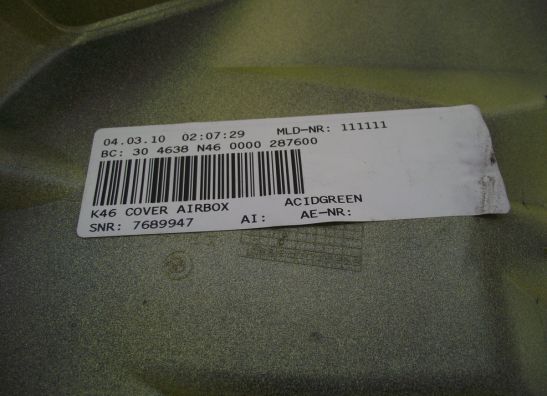 04.03.10 02:07:29 MLD-NR: 111111
BC: 30 4638 N46 0000 287600
K46 COVER AIRBOX ACIDGREEN
SNR: 7689947 AI: AE-NR: